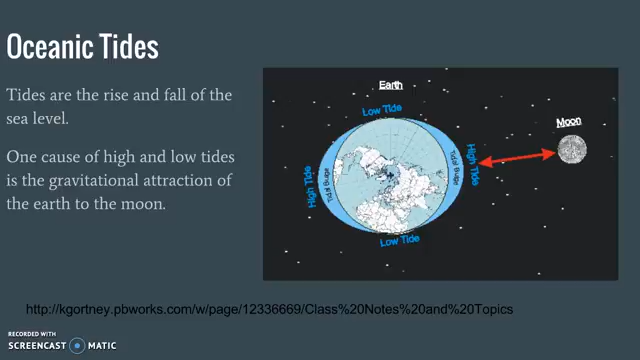 Oceanic Tides
Tides are the rise and fall of the
sea level.
One cause of high and low tides
is the gravitational attraction of
the earth to the moon.
Earth
Low Tide
Moon
High Tide
Tidal Bulge
Tidal Bulge
High Tide
Low Tide
http://kgortney.pbworks.com/w/page/12336669/Class%20Notes%20and%20Topics
RECORDED WITH
SCREENCAST MATIC